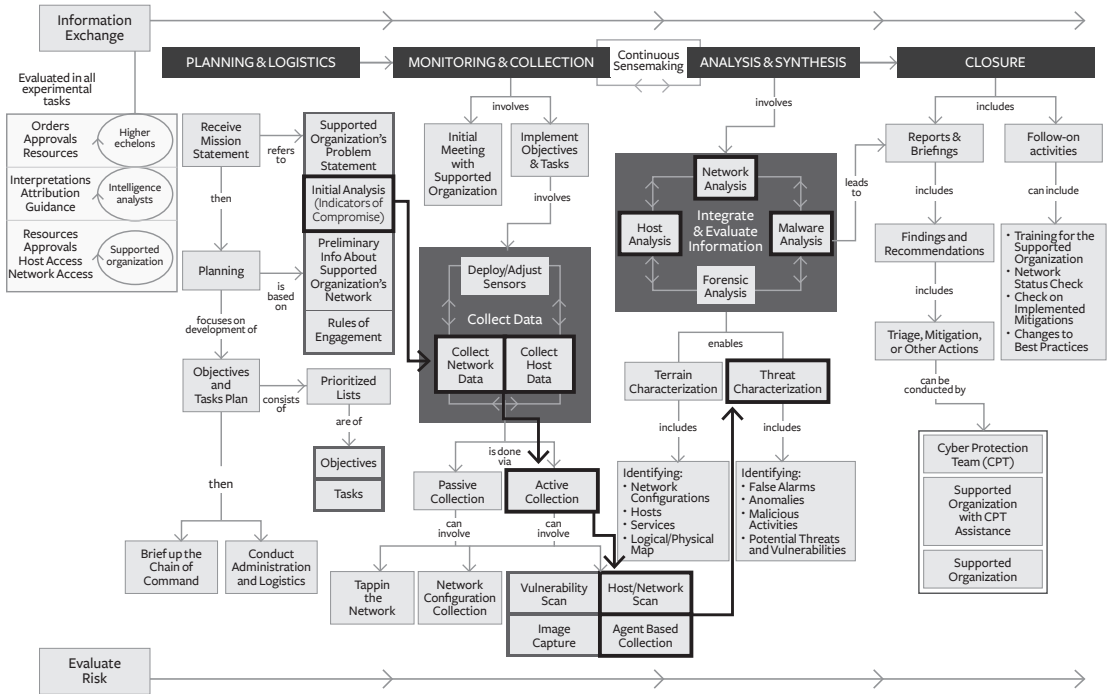 Information
Exchange
PLANNING & LOGISTICS
MONITORING & COLLECTION
Continuous
Sensemaking
ANALYSIS & SYNTHESIS
CLOSURE
Evaluated in all
experimental
tasks
Orders
Approvals
Resources
Higher
echelons
Interpretations
Attribution
Guidance
Intelligence
analysts
Resources
Approvals
Host Access
Network Access
Supported
organization
Receive
Mission
Statement
refers
to
then
Planning
is
based
on
focuses on
development of
Objectives
and
Tasks Plan
consists
of
then
Brief up the
Chain of
Command
Conduct
Administration
and Logistics
Supported
Organization's
Problem
Statement
Initial Analysis
(Indicators of
Compromise)
Preliminary
Info About
Supported
Organization's
Network
Rules of
Engagement
Prioritized
Lists
are of
Objectives
Tasks
involves
Initial
Meeting
with
Supported
Organization
Implement
Objectives
& Tasks
involves
Deploy/Adjust
Sensors
Collect Data
Collect
Network
Data
Collect
Host
Data
is done
via
Passive
Collection
Active
Collection
can
involve
can
involve
Tappin
the
Network
Network
Configuration
Collection
Vulnerability
Scan
Host/Network
Scan
Image
Capture
Agent Based
Collection
involves
Network
Analysis
Host
Analysis
Integrate
& Evaluate
Information
Malware
Analysis
Forensic
Analysis
leads
to
enables
Terrain
Characterization
Threat
Characterization
includes
includes
Identifying:
• Network
Configurations
• Hosts
• Services
• Logical/Physical
Map
Identifying:
• False Alarms
• Anomalies
• Malicious
Activities
• Potential Threats
and Vulnerabilities
includes
Reports &
Briefings
Follow-on
activities
includes
can include
Findings and
Recommendations
includes
Triage, Mitigation,
or Other Actions
can be
conducted by
• Training for the
Supported
Organization
• Network
Status Check
• Check on
Implemented
Mitigations
• Changes to
Best Practices
Cyber Protection
Team (CPT)
Supported
Organization
with CPT
Assistance
Supported
Organization
Evaluate
Risk